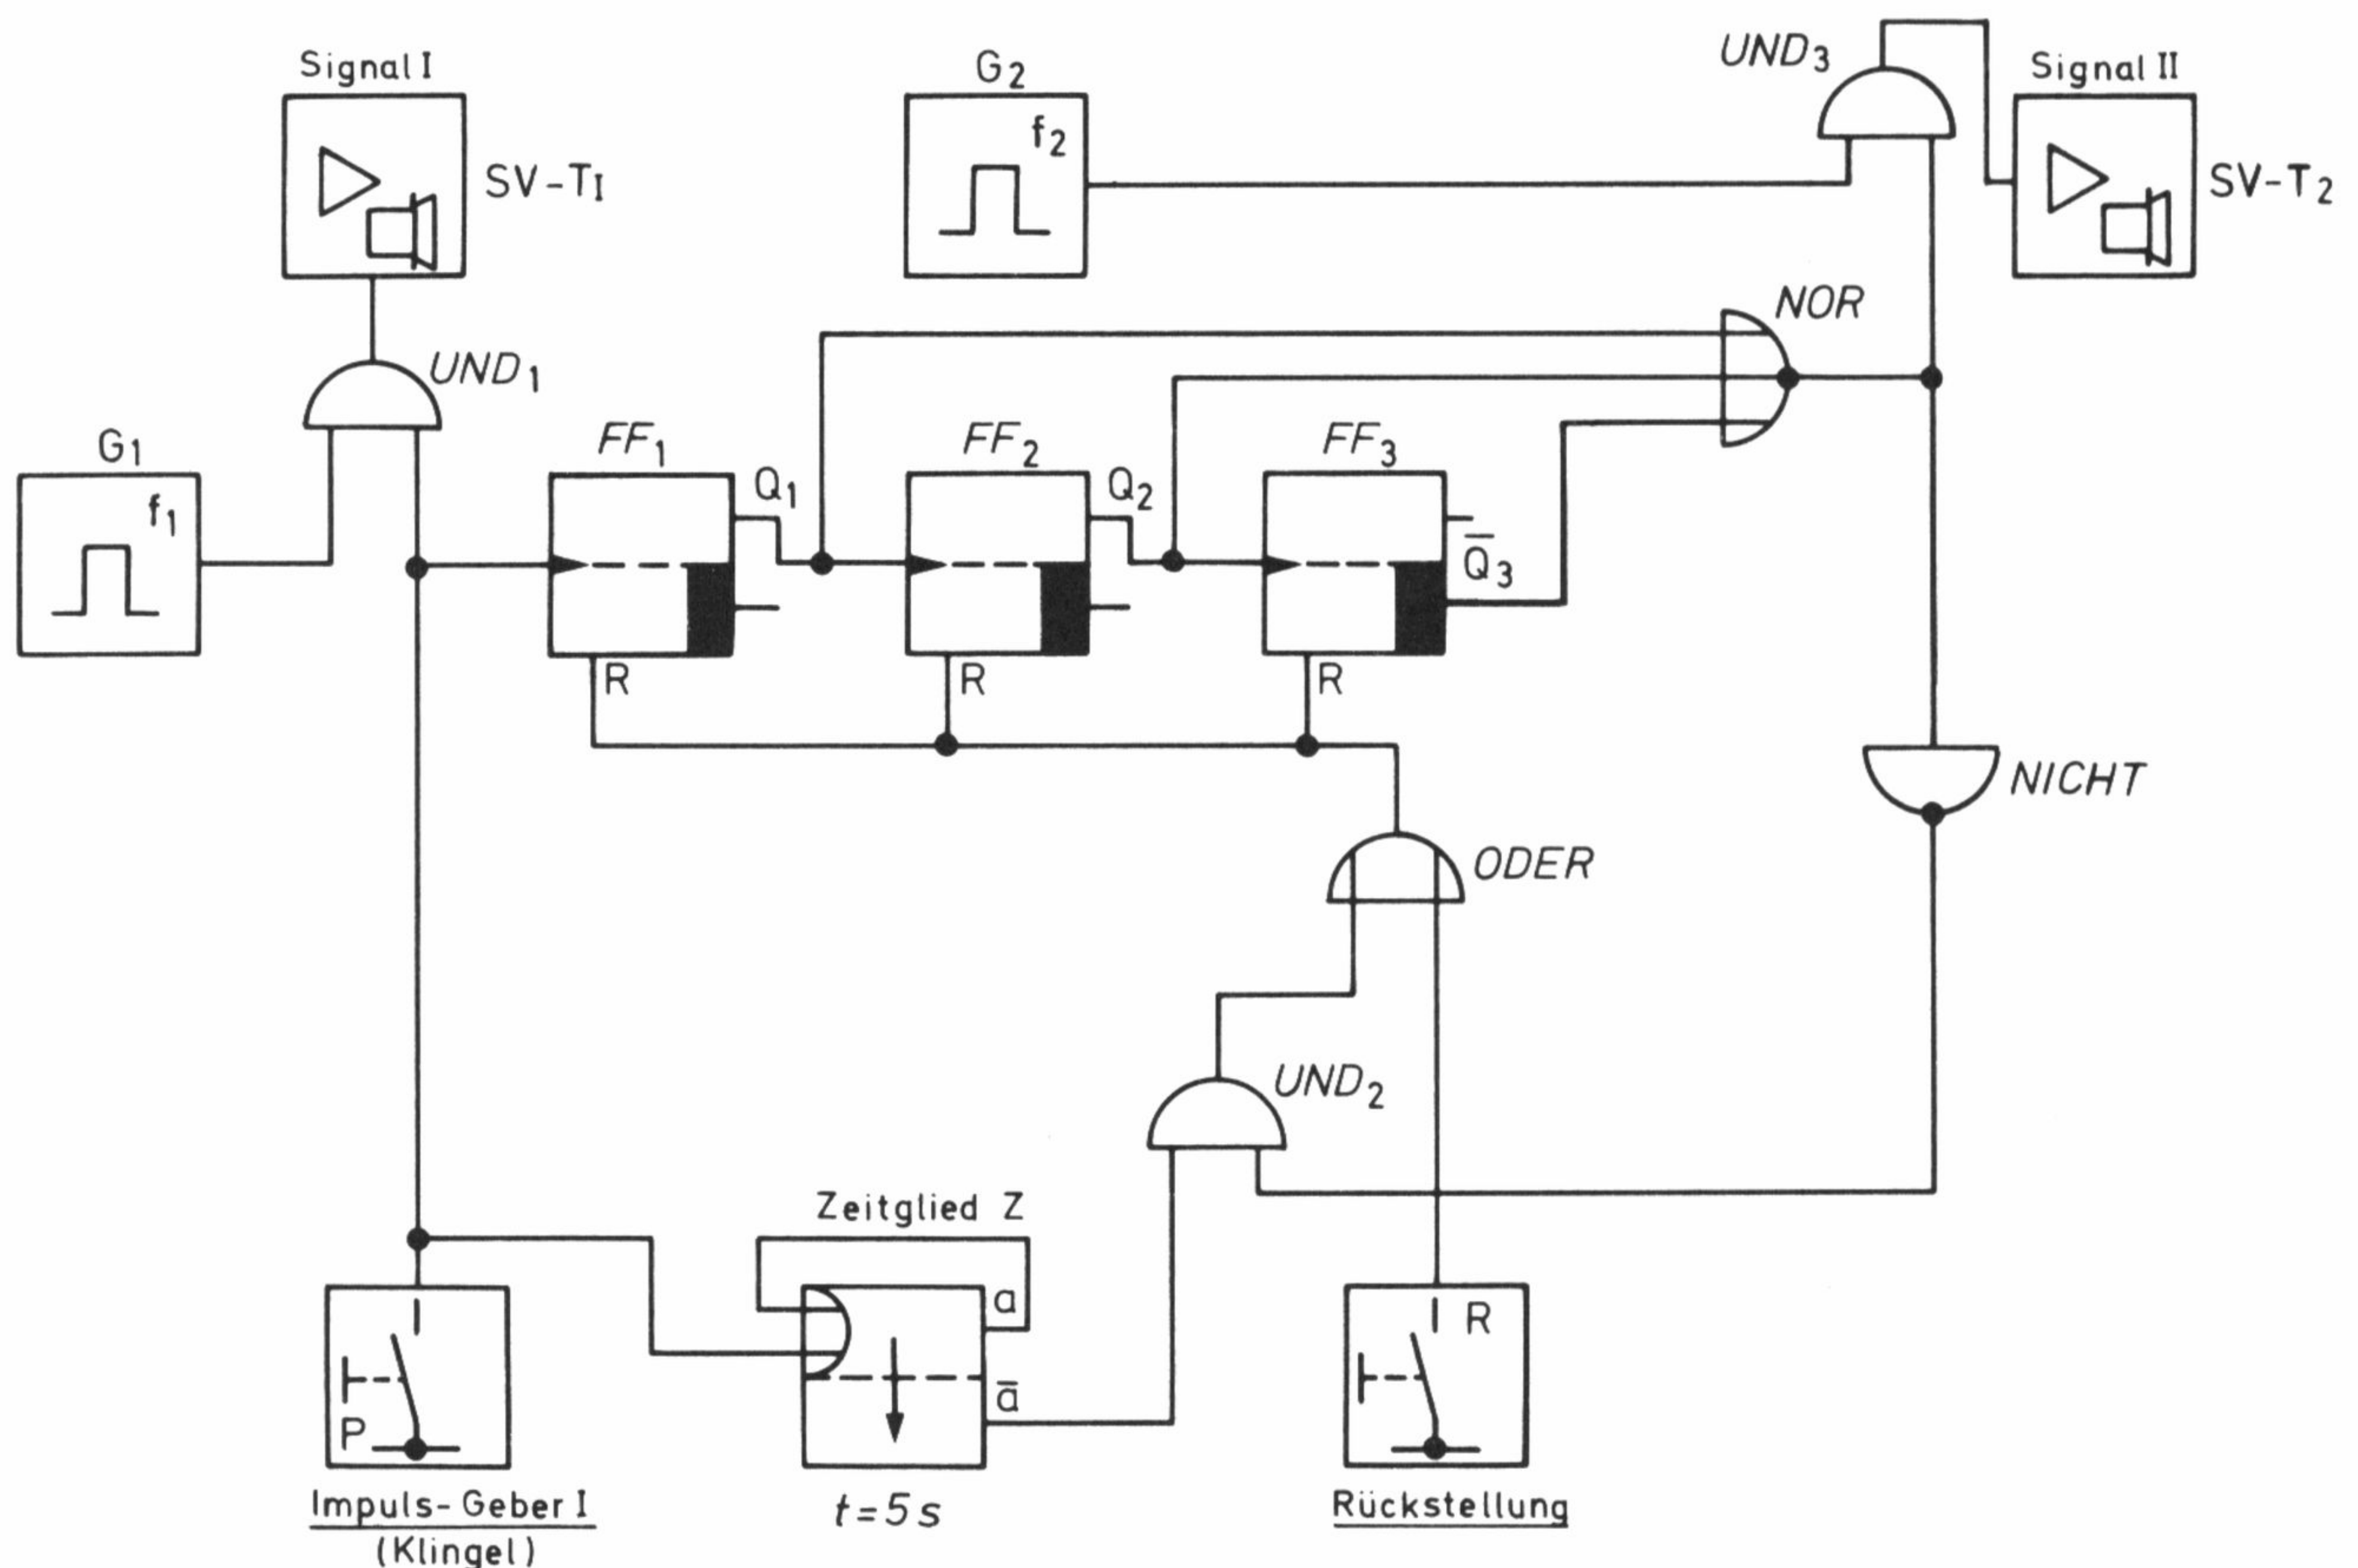 Signal I
SV-TI
G2
f2
UND3
Signal II
SV-T2
NOR
UND1
G1
f1
FF1
Q1
FF2
Q2
FF3
Q̅3
R
R
R
NICHT
ODER
UND2
Zeitglied Z
a
a̅
t=5s
P
Impuls-Geber I
(Klingel)
R
Rückstellung